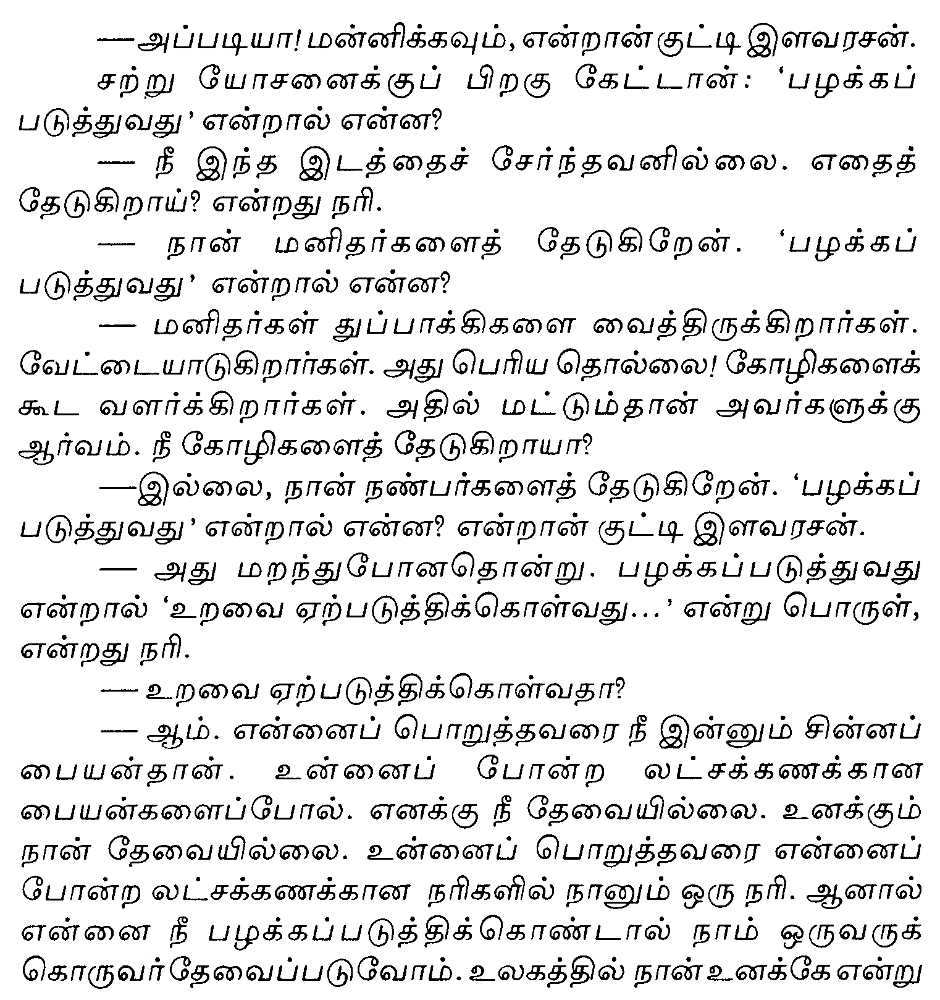 — அப்படியா! மன்னிக்கவும், என்றான் குட்டி இளவரசன்.
சற்று யோசனைக்குப் பிறகு கேட்டான்: ‘பழக்கப்
படுத்துவது’ என்றால் என்ன?
— நீ இந்த இடத்தைச் சேர்ந்தவனில்லை. எதைத்
தேடுகிறாய்? என்றது நரி.
— நான் மனிதர்களைத் தேடுகிறேன். ‘பழக்கப்
படுத்துவது’ என்றால் என்ன?
— மனிதர்கள் துப்பாக்கிகளை வைத்திருக்கிறார்கள்.
வேட்டையாடுகிறார்கள். அது பெரிய தொல்லை! கோழிகளைக்
கூட வளர்க்கிறார்கள். அதில் மட்டும்தான் அவர்களுக்கு
ஆர்வம். நீ கோழிகளைத் தேடுகிறாயா?
—இல்லை, நான் நண்பர்களைத் தேடுகிறேன். ‘பழக்கப்
படுத்துவது’ என்றால் என்ன? என்றான் குட்டி இளவரசன்.
— அது மறந்துபோனதொன்று. பழக்கப்படுத்துவது
என்றால் ‘உறவை ஏற்படுத்திக்கொள்வது...’ என்று பொருள்,
என்றது நரி.
— உறவை ஏற்படுத்திக்கொள்வதா?
— ஆம். என்னைப் பொறுத்தவரை நீ இன்னும் சின்னப்
பையன்தான். உன்னைப் போன்ற லட்சக்கணக்கான
பையன்களைப்போல். எனக்கு நீ தேவையில்லை. உனக்கும்
நான் தேவையில்லை. உன்னைப் பொறுத்தவரை என்னைப்
போன்ற லட்சக்கணக்கான நரிகளில் நானும் ஒரு நரி. ஆனால்
என்னை நீ பழக்கப்படுத்திக்கொண்டால் நாம் ஒருவருக்
கொருவர் தேவைப்படுவோம். உலகத்தில் நான் உனக்கே என்று